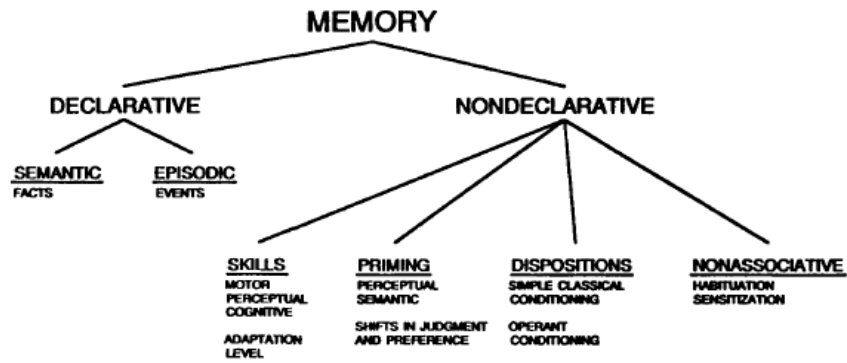 MEMORY
DECLARATIVE
NONDECLARATIVE
SEMANTIC
FACTS
EPISODIC
EVENTS
SKILLS
MOTOR
PERCEPTUAL
COGNITIVE
ADAPTATION
LEVEL
PRIMING
PERCEPTUAL
SEMANTIC
SHIFTS IN JUDGMENT
AND PREFERENCE
DISPOSITIONS
SIMPLE CLASSICAL
CONDITIONING
OPERANT
CONDITIONING
NONASSOCIATIVE
HABITUATION
SENSITIZATION